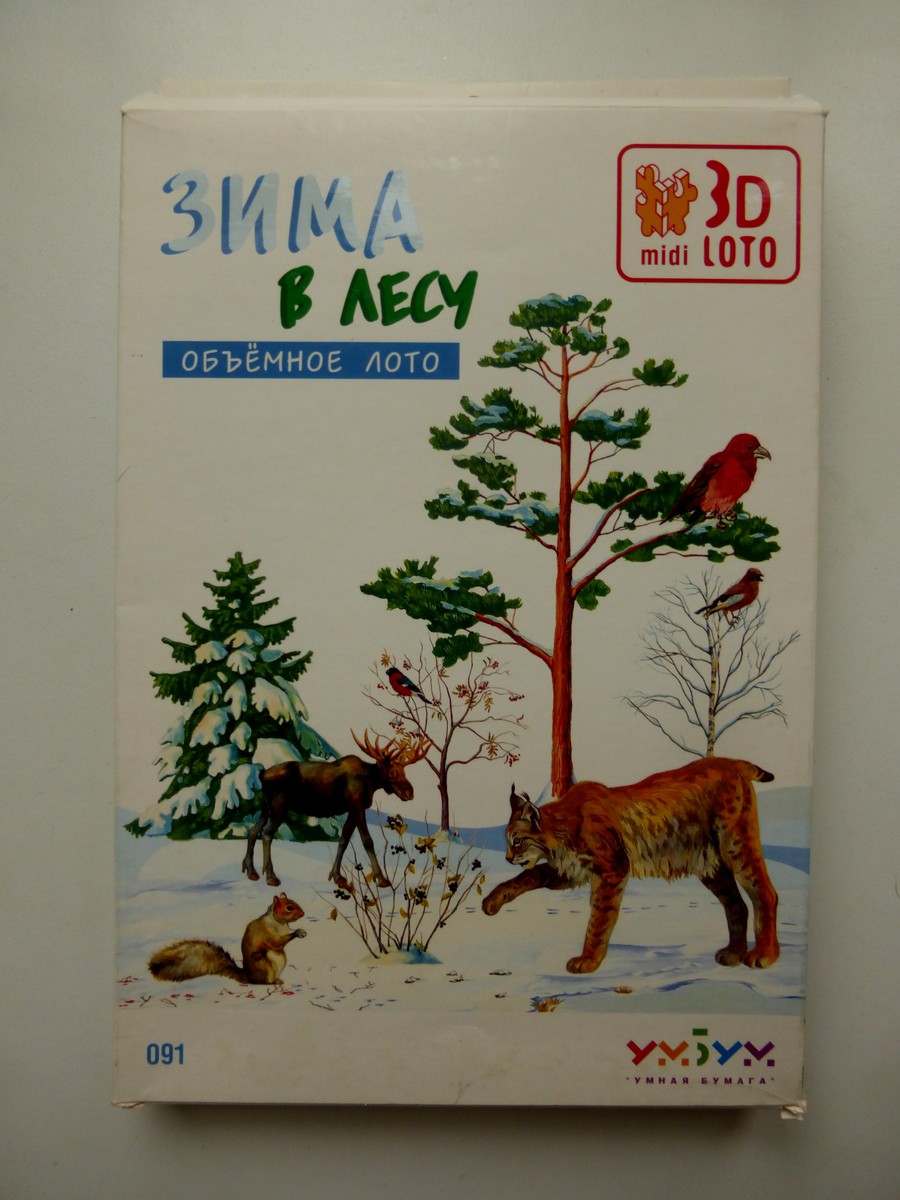 ЗИМА
В ЛЕСУ
ОБЪЁМНОЕ ЛОТО
3D
midi LOTO
091
УМБУМ
"УМНАЯ БУМАГА"